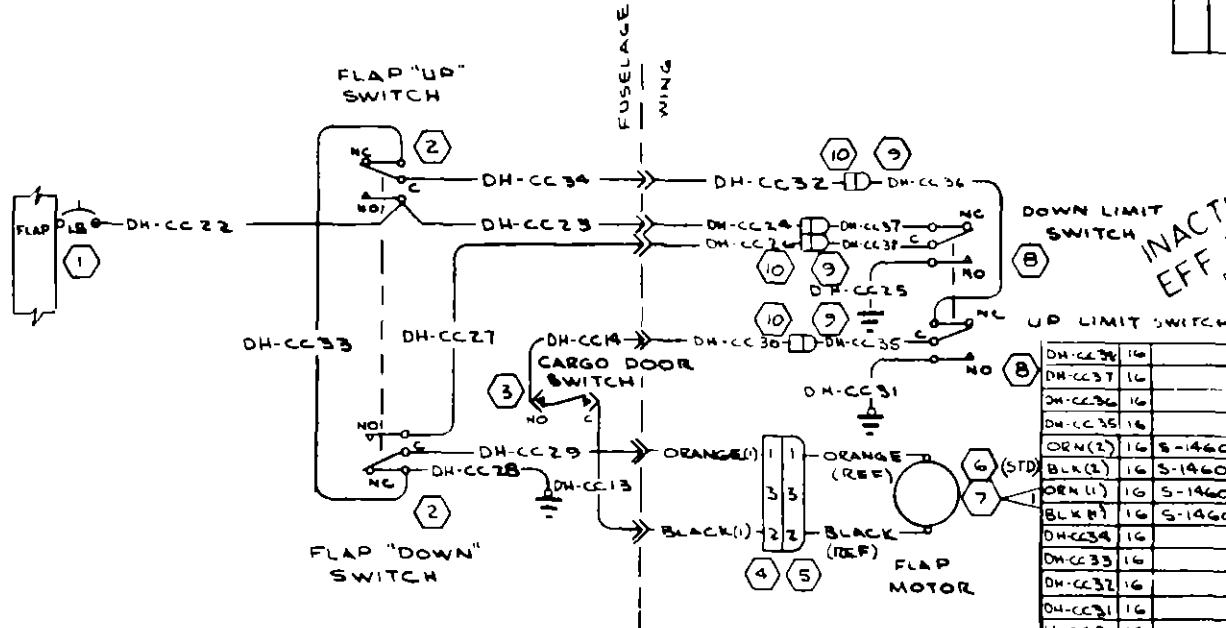 FUSELAGE
WING
FLAP "UP"
SWITCH
2
NC
C
NO
DH-CC34
DH-CC32
10
9
DH-CC36
FLAP
1
DH-CC22
DH-CC23
DH-CC24
DH-CC37
NC
DH-CC26
DH-CC38
C
NO
10
9
DH-CC25
DOWN LIMIT
SWITCH
8
INACT
EFF
DH-CC33
DH-CC27
DH-CC14
CARGO DOOR
SWITCH
3
NO
C
10
9
DH-CC30
DH-CC35
C
NC
NO
8
UP LIMIT SWITCH
DH-CC31
NO
C
NC
DH-CC29
DH-CC28
DH-CC13
2
FLAP "DOWN"
SWITCH
ORANGE(1)
1 1
ORANGE
(REF)
3 3
BLACK(1)
2 2
BLACK
(REF)
4
5
6
(STD)
7
1
FLAP
MOTOR
DH-CC38 16
DH-CC37 16
DH-CC36 16
DH-CC35 16
ORN(2) 16 S-1460
BLK(2) 16 S-1460
ORN(1) 16 S-1460
BLK(1) 16 S-1460
DH-CC34 16
DH-CC33 16
DH-CC32 16
DH-CC31 16